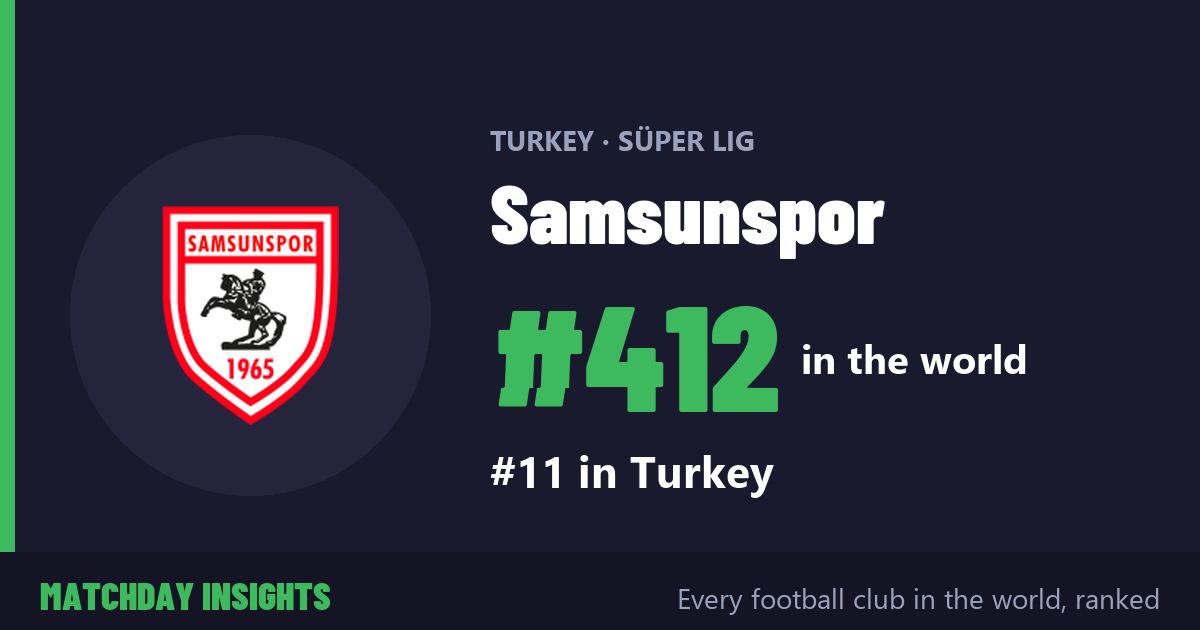 TURKEY · SÜPER LIG
Samsunspor
SAMSUNSPOR
1965
#412 in the world
#11 in Turkey
MATCHDAY INSIGHTS
Every football club in the world, ranked